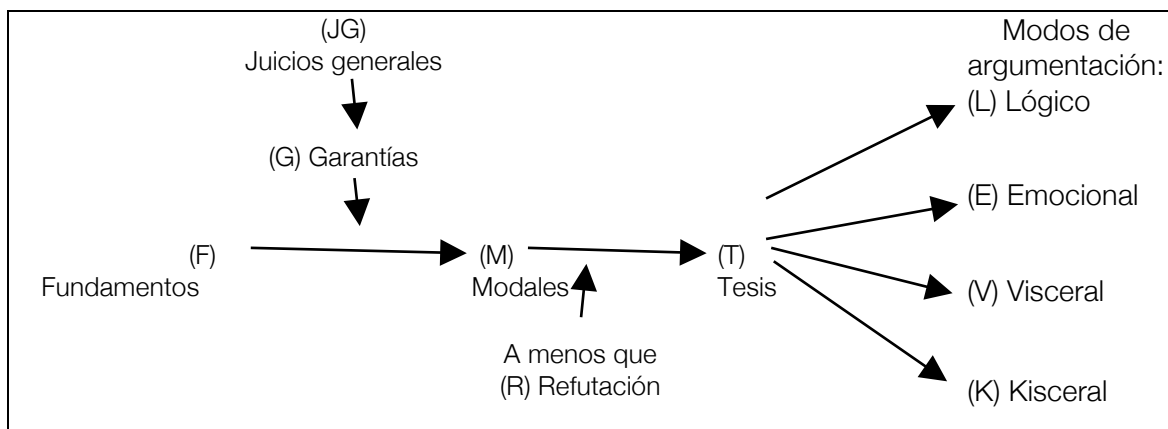 (JG)
Juicios generales
(G) Garantías
(F)
Fundamentos
(M)
Modales
A menos que
(R) Refutación
(T)
Tesis
Modos de
argumentación:
(L) Lógico
(E) Emocional
(V) Visceral
(K) Kisceral